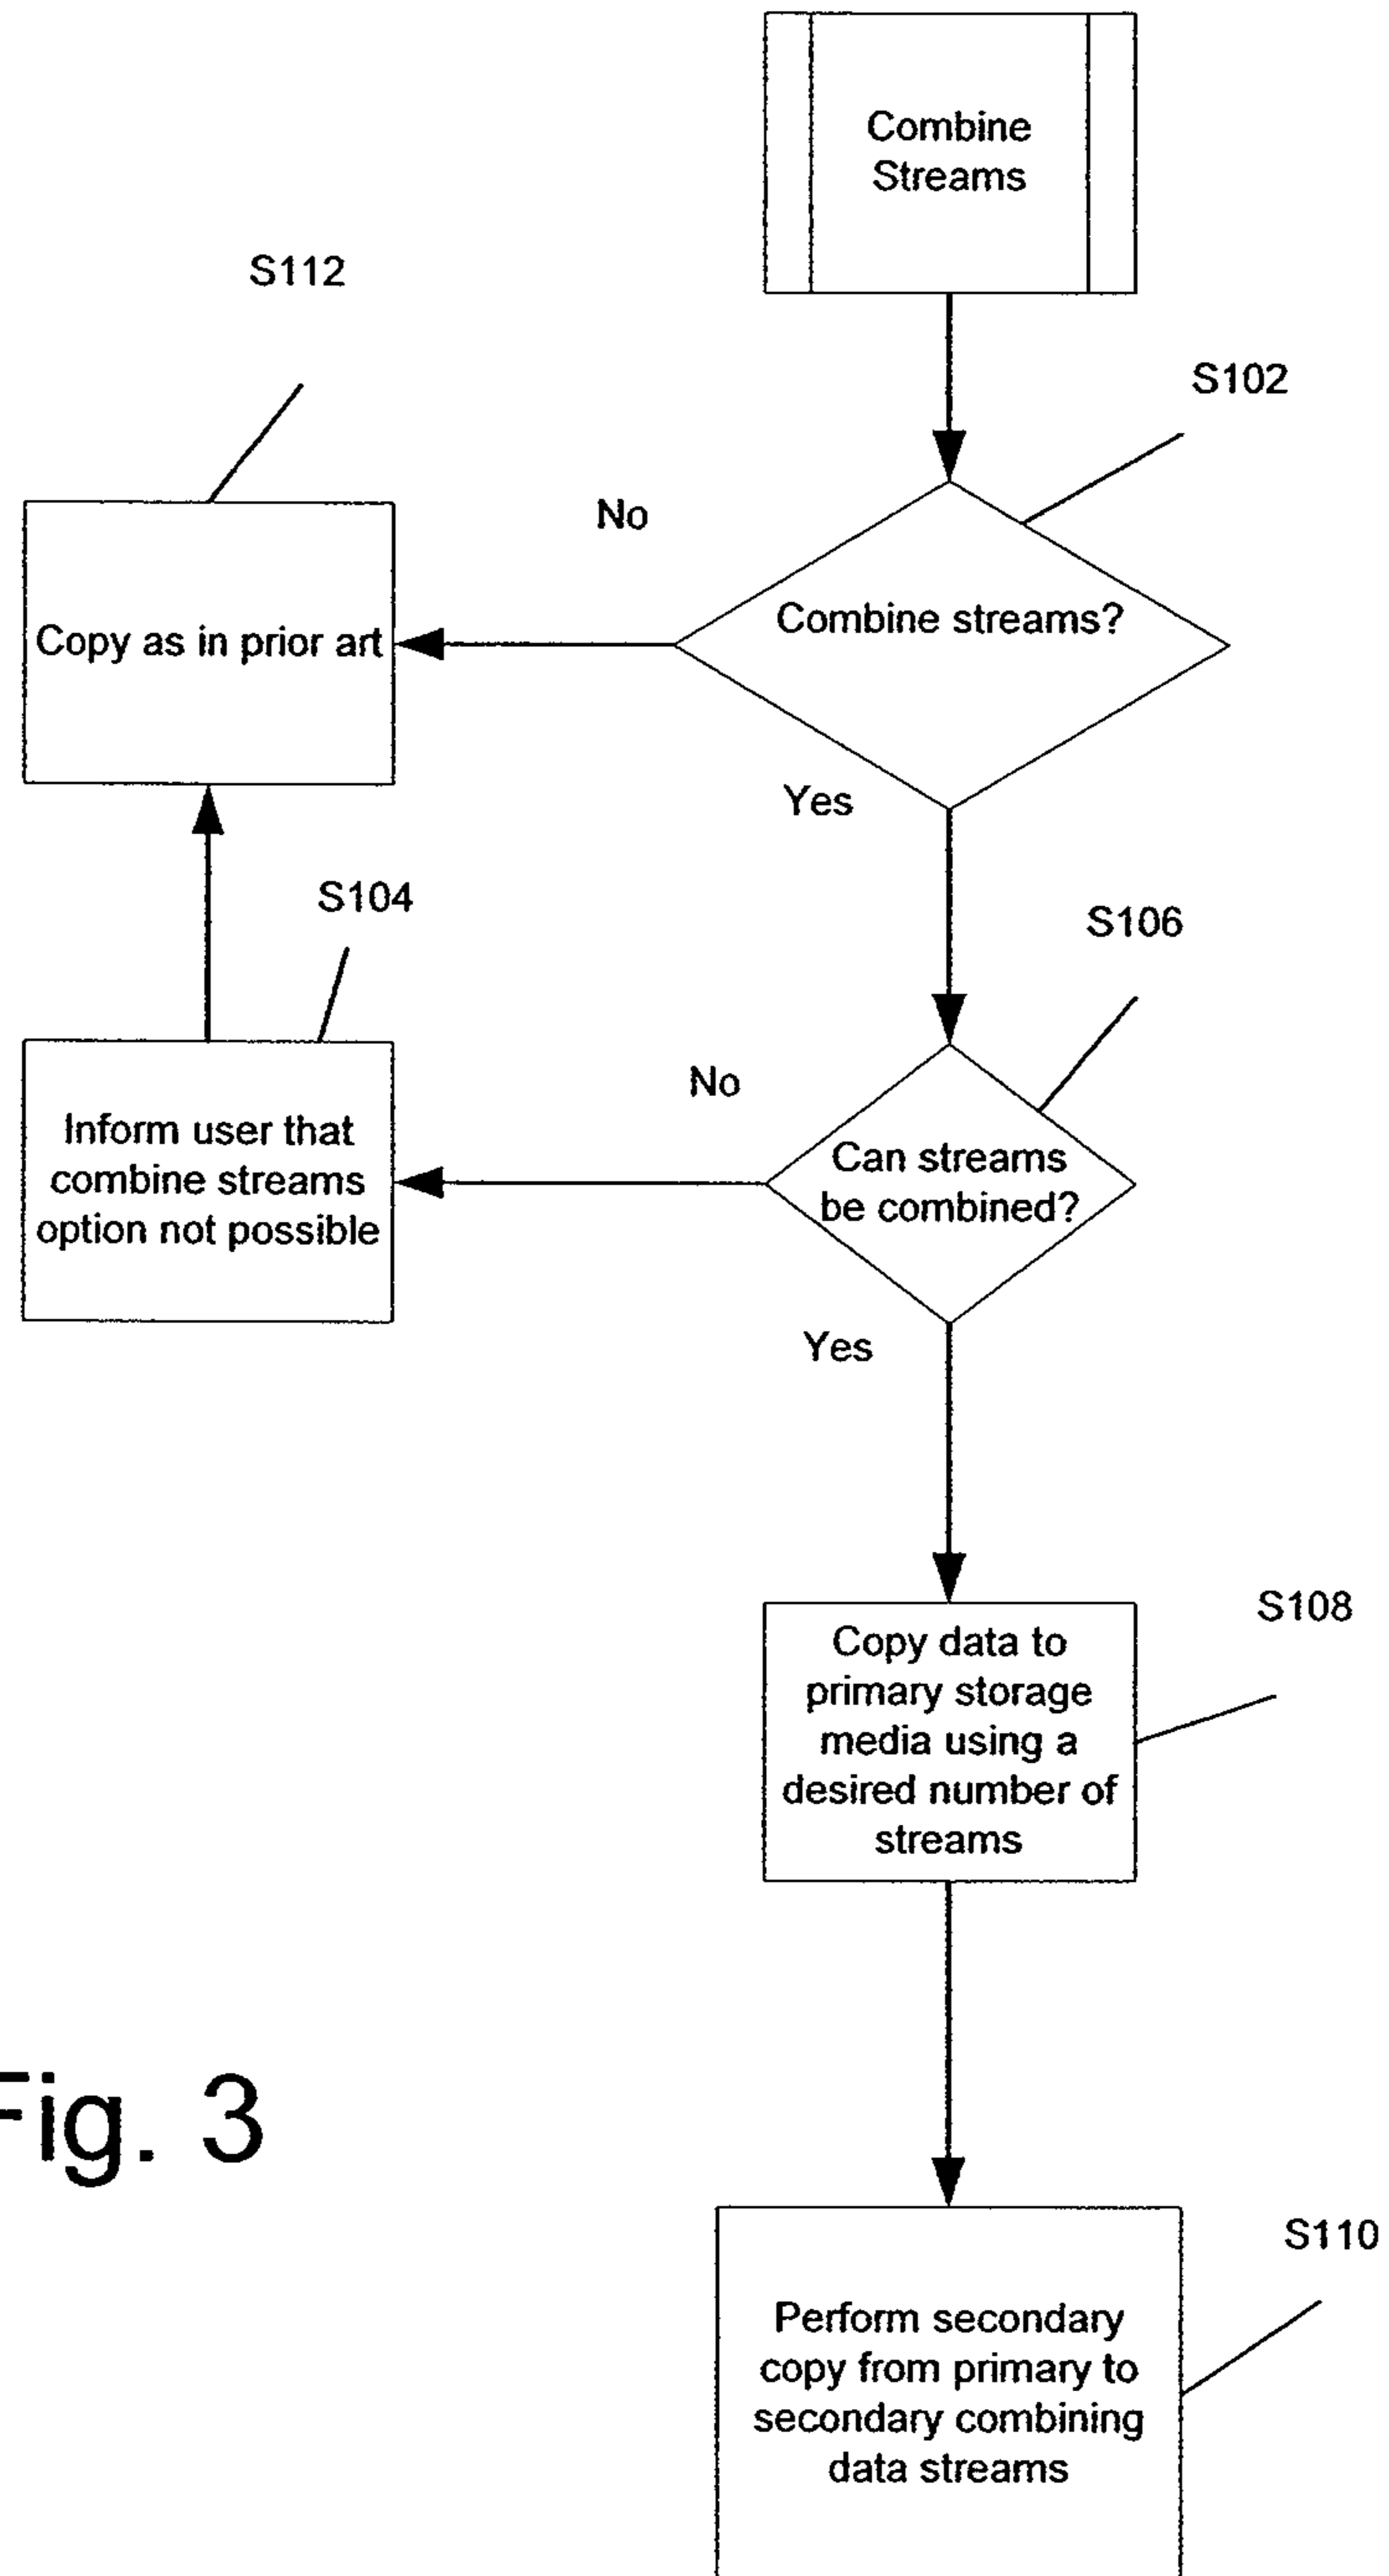 Combine
Streams
S112
S102
No
Combine streams?
Copy as in prior art
Yes
S104
S106
No
Inform user that
combine streams
option not possible
Can streams
be combined?
Yes
S108
Copy data to
primary storage
media using a
desired number of
streams
Fig. 3
S110
Perform secondary
copy from primary to
secondary combining
data streams